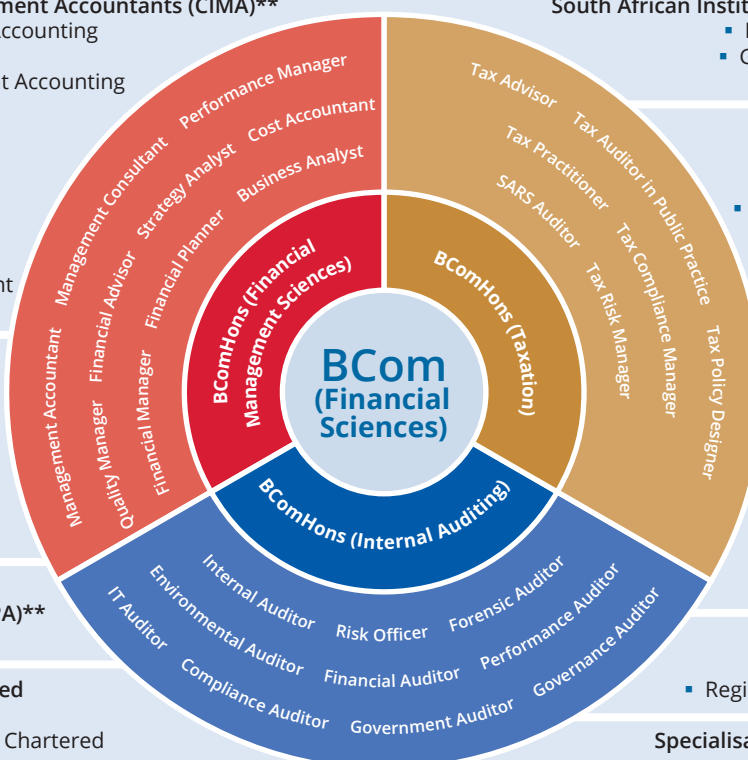 ment Accountants (CIMA)**
Accounting
t Accounting
nt
A)**
ed
Chartered
South African Instit
Regi
Specialisa
BCom
(Financial
Sciences)
BComHons (Financial
Management Sciences)
BComHons (Taxation)
BComHons (Internal Auditing)
Management Accountant
Management Consultant
Performance Manager
Quality Manager
Financial Advisor
Strategy Analyst
Cost Accountant
Financial Manager
Financial Planner
Business Analyst
Tax Advisor
Tax Auditor in Public Practice
Tax Policy Designer
Tax Practitioner
Tax Compliance Manager
SARS Auditor
Tax Risk Manager
Internal Auditor
Risk Officer
Forensic Auditor
Environmental Auditor
Financial Auditor
Performance Auditor
IT Auditor
Compliance Auditor
Government Auditor
Governance Auditor